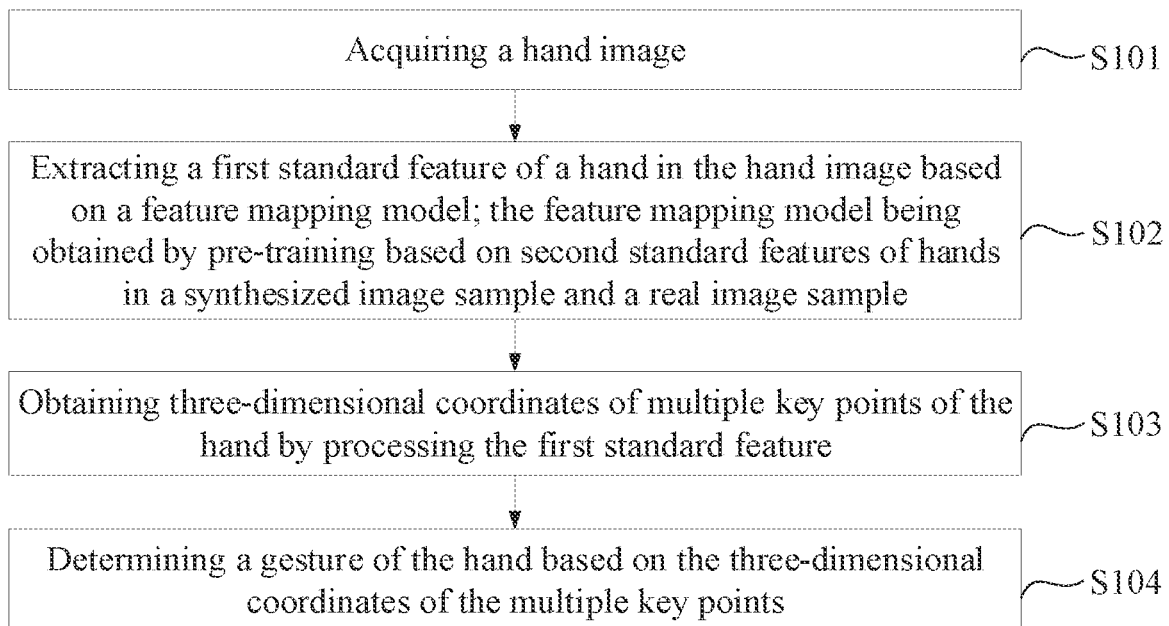 Acquiring a hand image
S101
Extracting a first standard feature of a hand in the hand image based
on a feature mapping model; the feature mapping model being
obtained by pre-training based on second standard features of hands
in a synthesized image sample and a real image sample
S102
Obtaining three-dimensional coordinates of multiple key points of the
hand by processing the first standard feature
S103
Determining a gesture of the hand based on the three-dimensional
coordinates of the multiple key points
S104